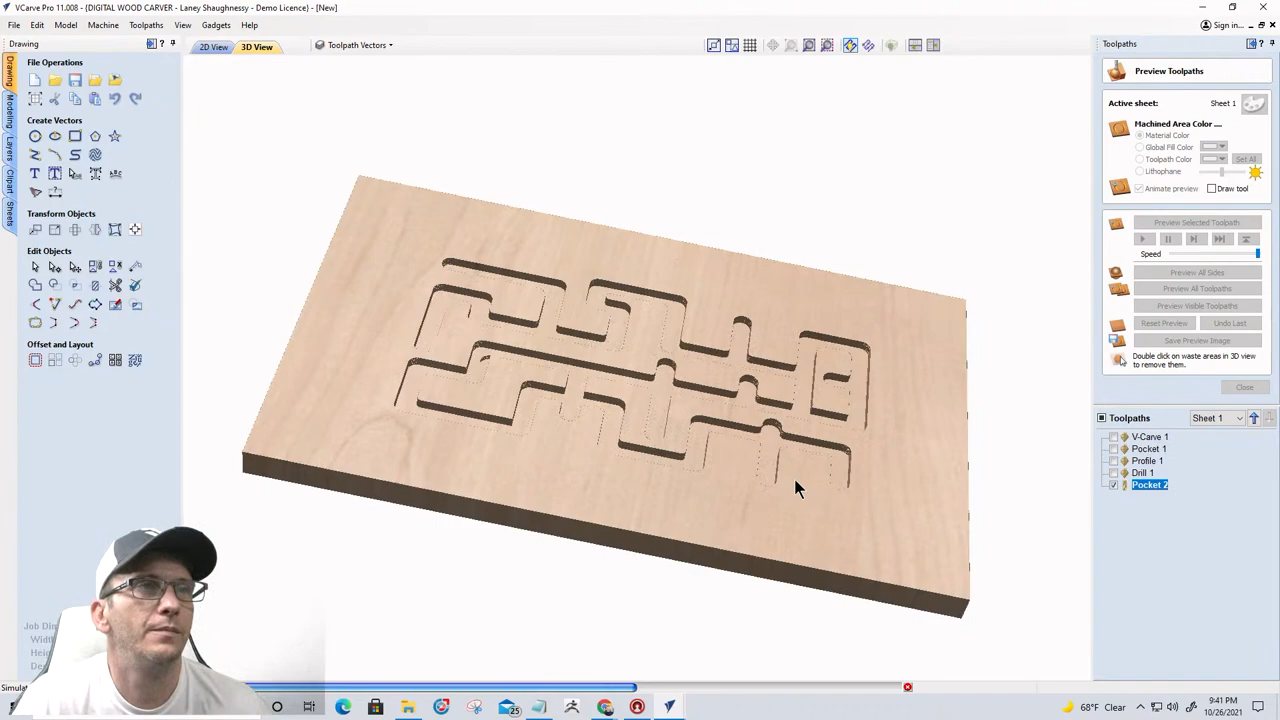 VCarve Pro 11.008 - {DIGITAL WOOD CARVER - Laney Shaughnessy - Demo Licence} - [New]
File Edit Model Machine Toolpaths View Gadgets Help
Sign in...
Drawing
2D View 3D View Toolpath Vectors
Toolpaths
Drawing
Modeling
Layers
Clipart
Sheets
File Operations
Create Vectors
Transform Objects
Edit Objects
Offset and Layout
Preview Toolpaths
Active sheet: Sheet 1
Machined Area Color ....
Material Color
Global Fill Color
Toolpath Color Set All
Lithophane
Animate preview Draw tool
Preview Selected Toolpath
Speed
Preview All Sides
Preview All Toolpaths
Preview Visible Toolpaths
Reset Preview Undo Last
Save Preview Image
Double click on waste areas in 3D view
to remove them.
Close
Toolpaths Sheet 1
V-Carve 1
Pocket 1
Profile 1
Drill 1
Pocket 2
25
68°F Clear
9:41 PM
10/26/2021